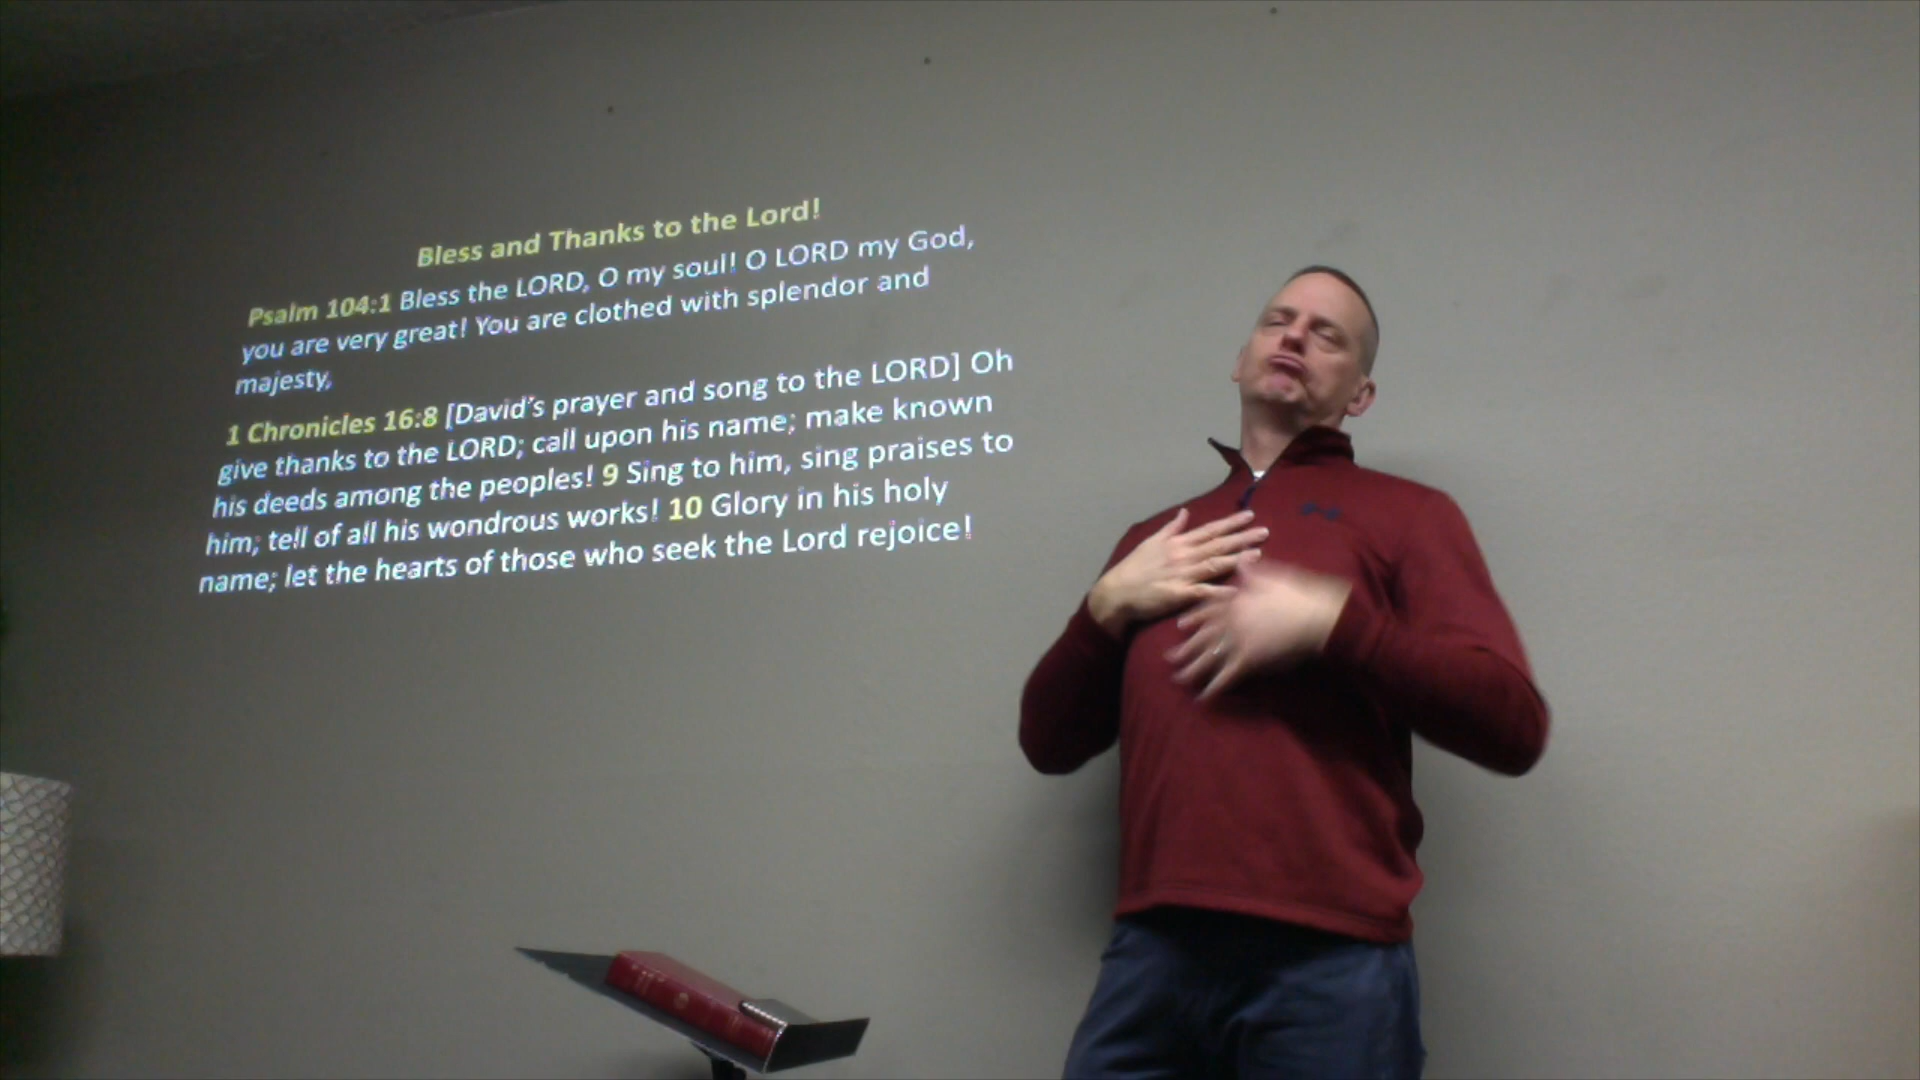 Bless and Thanks to the Lord!
Psalm 104:1 Bless the LORD, O my soul! O LORD my God,
you are very great! You are clothed with splendor and
majesty,
1 Chronicles 16:8 [David's prayer and song to the LORD] Oh
give thanks to the LORD; call upon his name; make known
his deeds among the peoples! 9 Sing to him, sing praises to
him; tell of all his wondrous works! 10 Glory in his holy
name; let the hearts of those who seek the Lord rejoice!